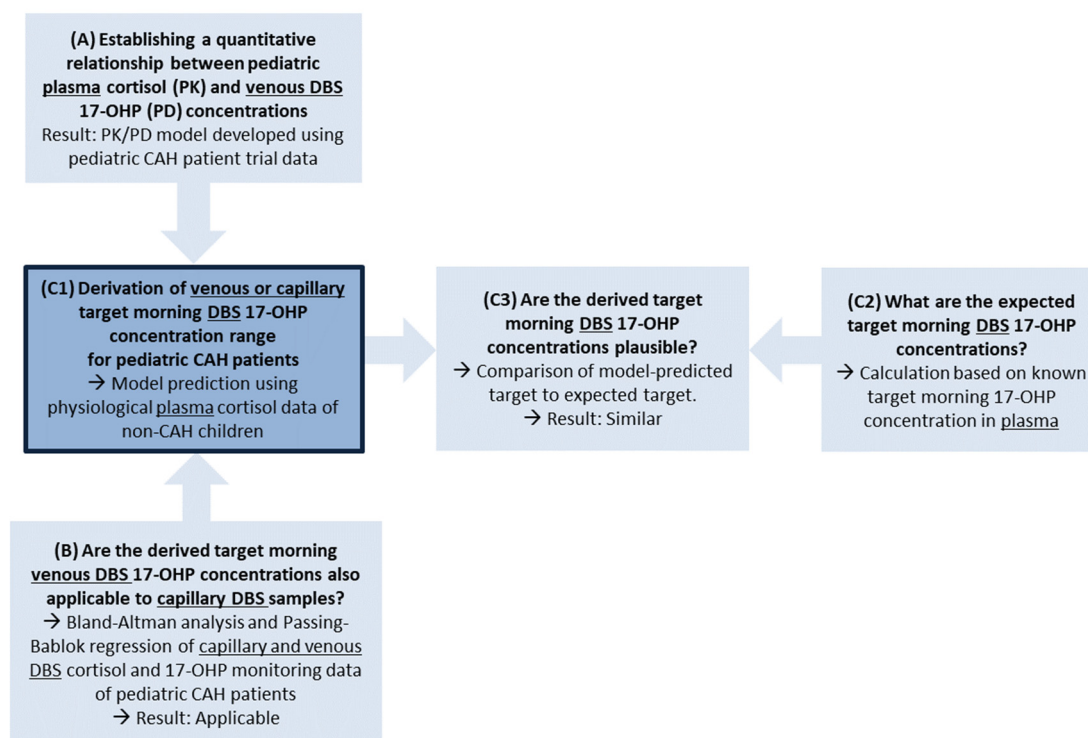 (A) Establishing a quantitative
relationship between pediatric
plasma cortisol (PK) and venous DBS
17-OHP (PD) concentrations
Result: PK/PD model developed using
pediatric CAH patient trial data
(C1) Derivation of venous or capillary
target morning DBS 17-OHP
concentration range
for pediatric CAH patients
→ Model prediction using
physiological plasma cortisol data of
non-CAH children
(C3) Are the derived target
morning DBS 17-OHP
concentrations plausible?
→ Comparison of model-predicted
target to expected target.
→ Result: Similar
(C2) What are the expected
target morning DBS 17-OHP
concentrations?
→ Calculation based on known
target morning 17-OHP
concentration in plasma
(B) Are the derived target morning
venous DBS 17-OHP concentrations also
applicable to capillary DBS samples?
→ Bland-Altman analysis and Passing-
Bablok regression of capillary and venous
DBS cortisol and 17-OHP monitoring data
of pediatric CAH patients
→ Result: Applicable